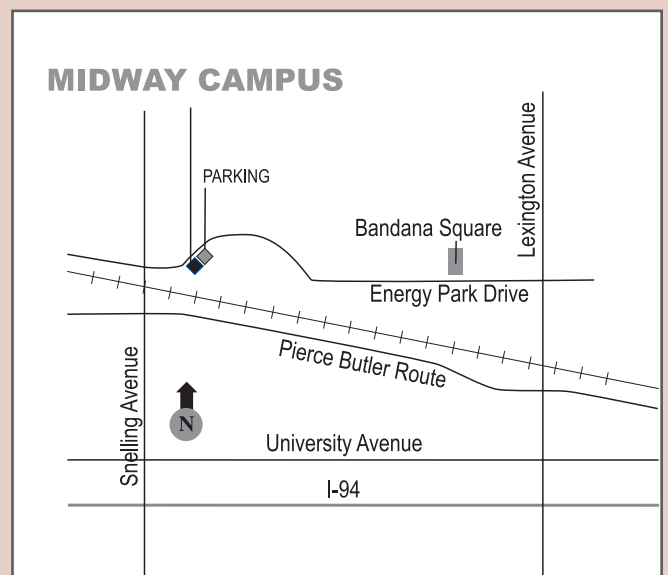 MIDWAY CAMPUS
Lexington Avenue
PARKING
Bandana Square
Energy Park Drive
Pierce Butler Route
Snelling Avenue
N
University Avenue
I-94